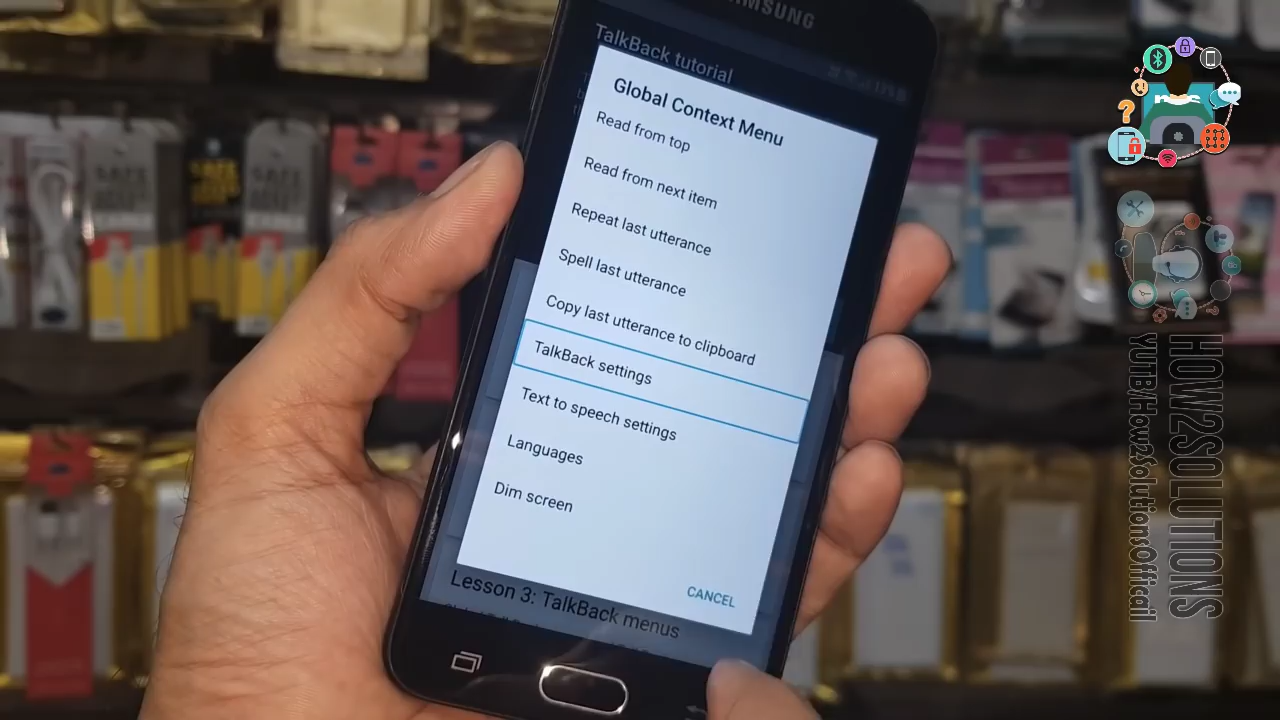 SAMSUNG
TalkBack tutorial
Global Context Menu
Read from top
Read from next item
Repeat last utterance
Spell last utterance
Copy last utterance to clipboard
TalkBack settings
Text to speech settings
Languages
Dim screen
CANCEL
Lesson 3: TalkBack menus
HOW2SOLUTIONS
YUTB/How2SolutionsOffcail